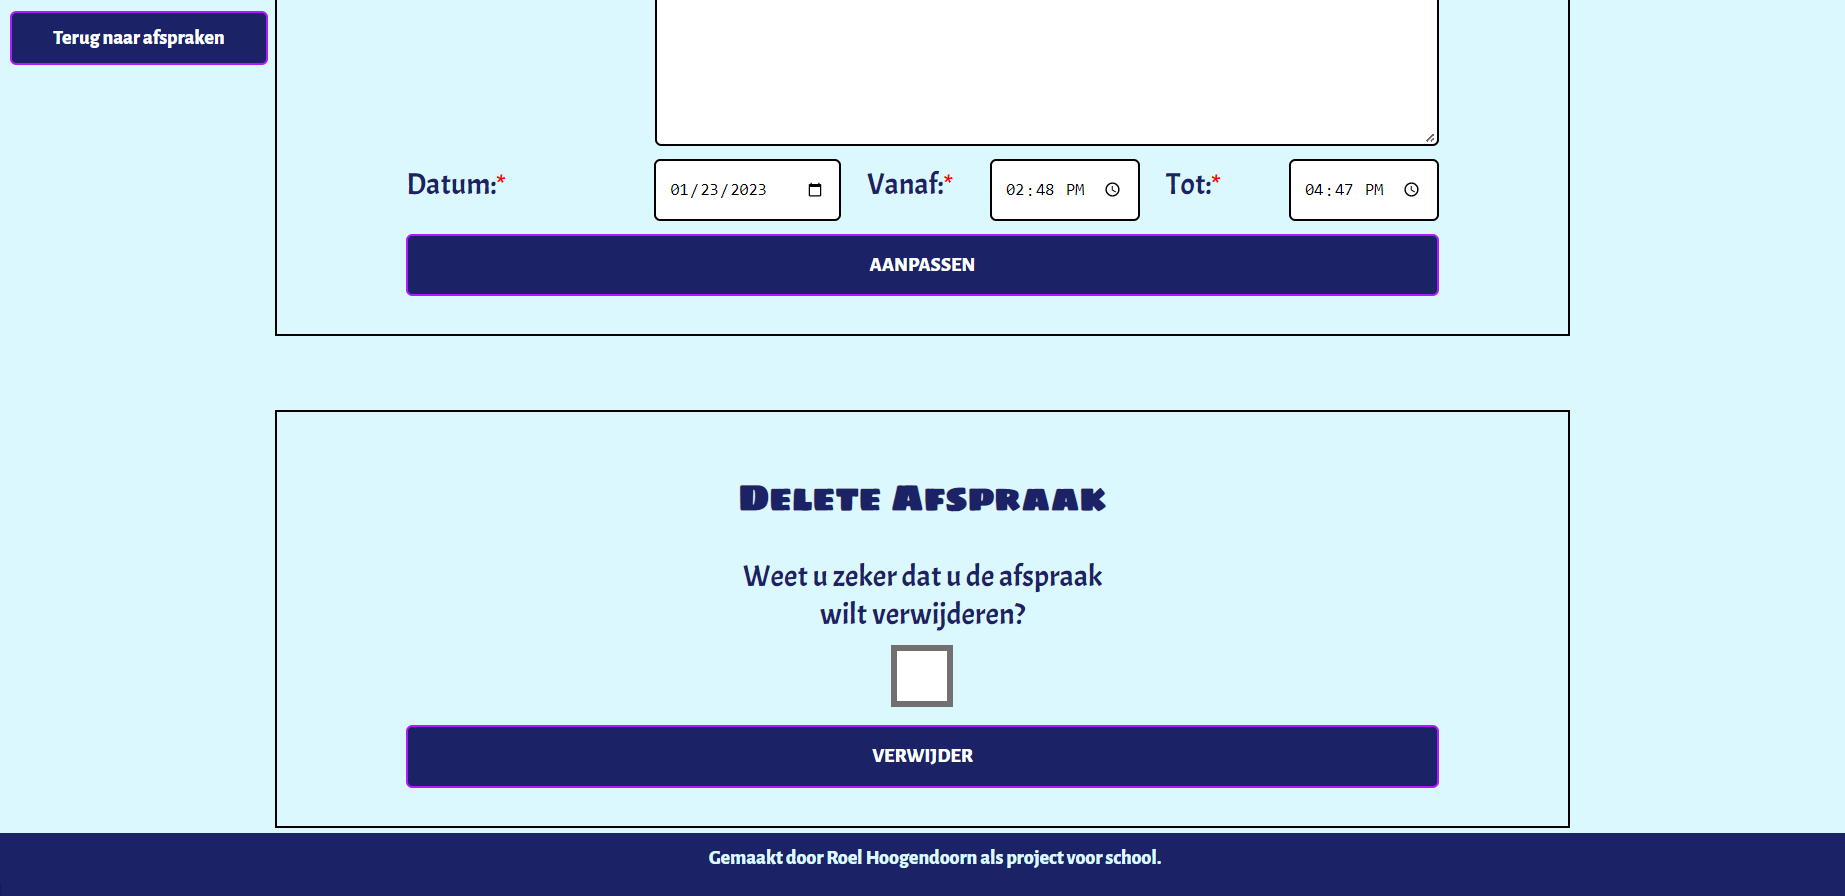 Terug naar afspraken
Datum:* 01/23/2023 Vanaf:* 02:48 PM Tot:* 04:47 PM
AANPASSEN
Delete Afspraak
Weet u zeker dat u de afspraak
wilt verwijderen?
VERWIJDER
Gemaakt door Roel Hoogendoorn als project voor school.